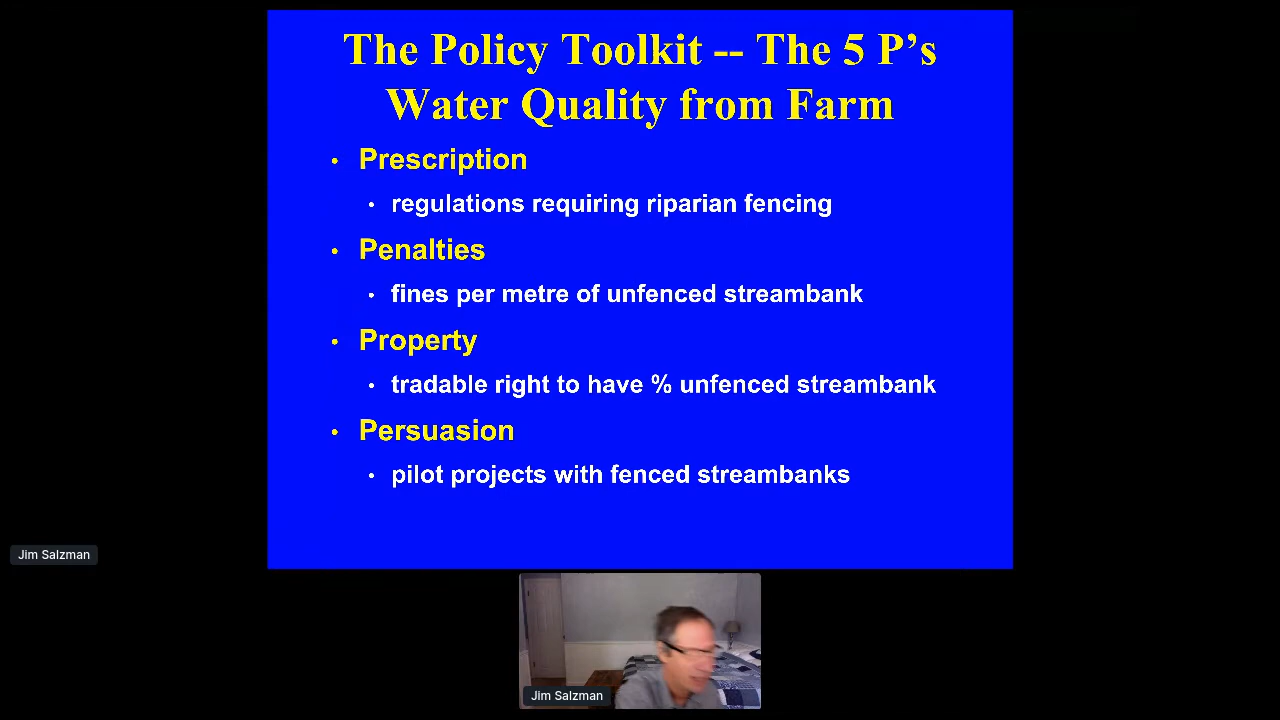 The Policy Toolkit -- The 5 P’s
Water Quality from Farm
• Prescription
• regulations requiring riparian fencing
• Penalties
• fines per metre of unfenced streambank
• Property
• tradable right to have % unfenced streambank
• Persuasion
• pilot projects with fenced streambanks
Jim Salzman
Jim Salzman